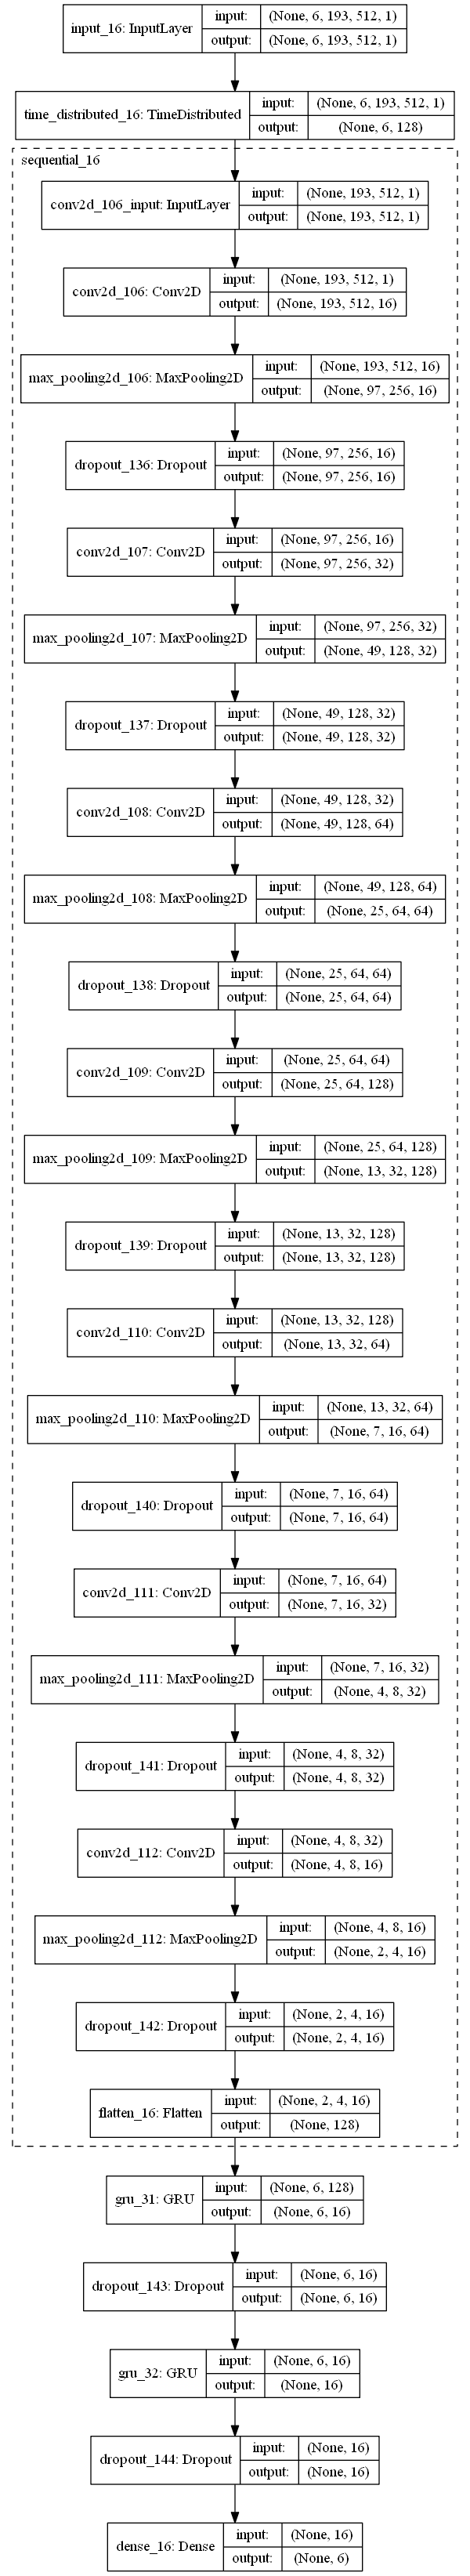 input_16: InputLayer
input: (None, 6, 193, 512, 1)
output: (None, 6, 193, 512, 1)
time_distributed_16: TimeDistributed
input: (None, 6, 193, 512, 1)
output: (None, 6, 128)
sequential_16
conv2d_106_input: InputLayer
input: (None, 193, 512, 1)
output: (None, 193, 512, 1)
conv2d_106: Conv2D
input: (None, 193, 512, 1)
output: (None, 193, 512, 16)
max_pooling2d_106: MaxPooling2D
input: (None, 193, 512, 16)
output: (None, 97, 256, 16)
dropout_136: Dropout
input: (None, 97, 256, 16)
output: (None, 97, 256, 16)
conv2d_107: Conv2D
input: (None, 97, 256, 16)
output: (None, 97, 256, 32)
max_pooling2d_107: MaxPooling2D
input: (None, 97, 256, 32)
output: (None, 49, 128, 32)
dropout_137: Dropout
input: (None, 49, 128, 32)
output: (None, 49, 128, 32)
conv2d_108: Conv2D
input: (None, 49, 128, 32)
output: (None, 49, 128, 64)
max_pooling2d_108: MaxPooling2D
input: (None, 49, 128, 64)
output: (None, 25, 64, 64)
dropout_138: Dropout
input: (None, 25, 64, 64)
output: (None, 25, 64, 64)
conv2d_109: Conv2D
input: (None, 25, 64, 64)
output: (None, 25, 64, 128)
max_pooling2d_109: MaxPooling2D
input: (None, 25, 64, 128)
output: (None, 13, 32, 128)
dropout_139: Dropout
input: (None, 13, 32, 128)
output: (None, 13, 32, 128)
conv2d_110: Conv2D
input: (None, 13, 32, 128)
output: (None, 13, 32, 64)
max_pooling2d_110: MaxPooling2D
input: (None, 13, 32, 64)
output: (None, 7, 16, 64)
dropout_140: Dropout
input: (None, 7, 16, 64)
output: (None, 7, 16, 64)
conv2d_111: Conv2D
input: (None, 7, 16, 64)
output: (None, 7, 16, 32)
max_pooling2d_111: MaxPooling2D
input: (None, 7, 16, 32)
output: (None, 4, 8, 32)
dropout_141: Dropout
input: (None, 4, 8, 32)
output: (None, 4, 8, 32)
conv2d_112: Conv2D
input: (None, 4, 8, 32)
output: (None, 4, 8, 16)
max_pooling2d_112: MaxPooling2D
input: (None, 4, 8, 16)
output: (None, 2, 4, 16)
dropout_142: Dropout
input: (None, 2, 4, 16)
output: (None, 2, 4, 16)
flatten_16: Flatten
input: (None, 2, 4, 16)
output: (None, 128)
gru_31: GRU
input: (None, 6, 128)
output: (None, 6, 16)
dropout_143: Dropout
input: (None, 6, 16)
output: (None, 6, 16)
gru_32: GRU
input: (None, 6, 16)
output: (None, 16)
dropout_144: Dropout
input: (None, 16)
output: (None, 16)
dense_16: Dense
input: (None, 16)
output: (None, 6)